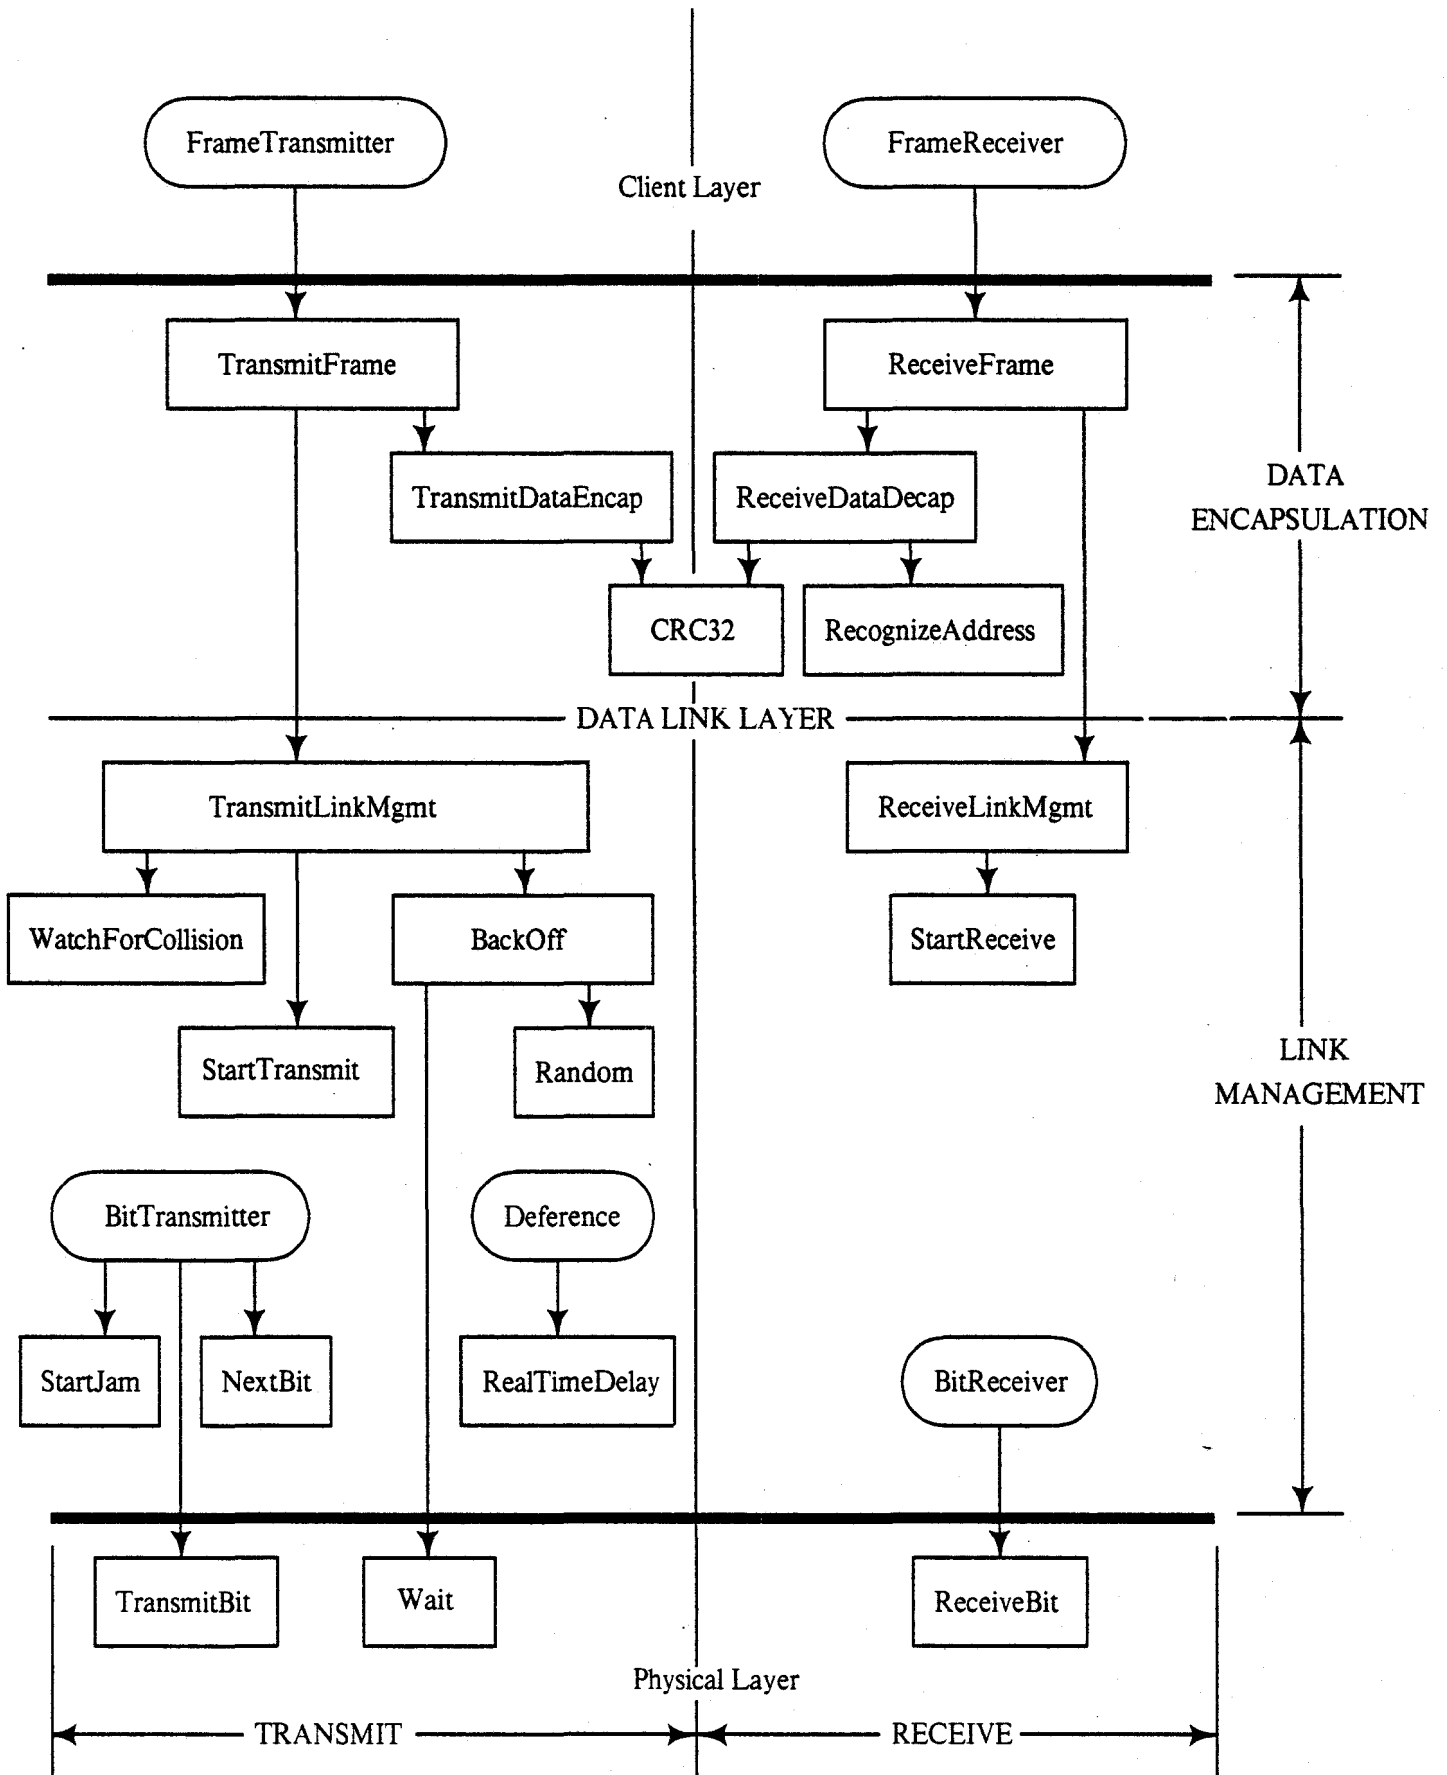 FrameTransmitter
FrameReceiver
Client Layer
TransmitFrame
ReceiveFrame
TransmitDataEncap
ReceiveDataDecap
DATA
ENCAPSULATION
CRC32
RecognizeAddress
DATA LINK LAYER
TransmitLinkMgmt
ReceiveLinkMgmt
WatchForCollision
BackOff
StartReceive
StartTransmit
Random
LINK
MANAGEMENT
BitTransmitter
Deference
StartJam
NextBit
RealTimeDelay
BitReceiver
TransmitBit
Wait
ReceiveBit
Physical Layer
TRANSMIT
RECEIVE